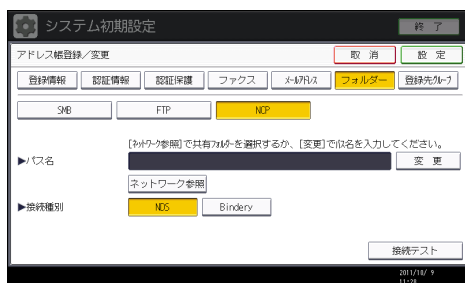 システム初期設定
終 了
アドレス帳登録／変更
取 消
設 定
登録情報
認証情報
認証保護
ファクス
メールアドレス
フォルダー
登録先グループ
SMB
FTP
NCP
[ネットワーク参照]で共有フォルダーを選択するか、[変更]でパス名を入力してください。
▶パス名
変 更
ネットワーク参照
▶接続種別
NDS
Bindery
接続テスト
2011/10/ 9
11:20